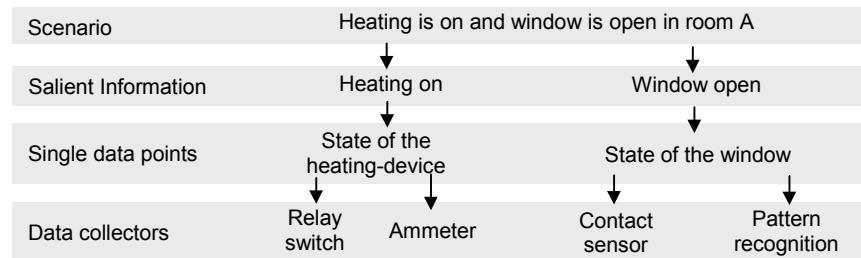 Scenario
Heating is on and window is open in room A
Salient Information
Heating on
Window open
Single data points
State of the
heating-device
State of the window
Data collectors
Relay
switch
Ammeter
Contact
sensor
Pattern
recognition